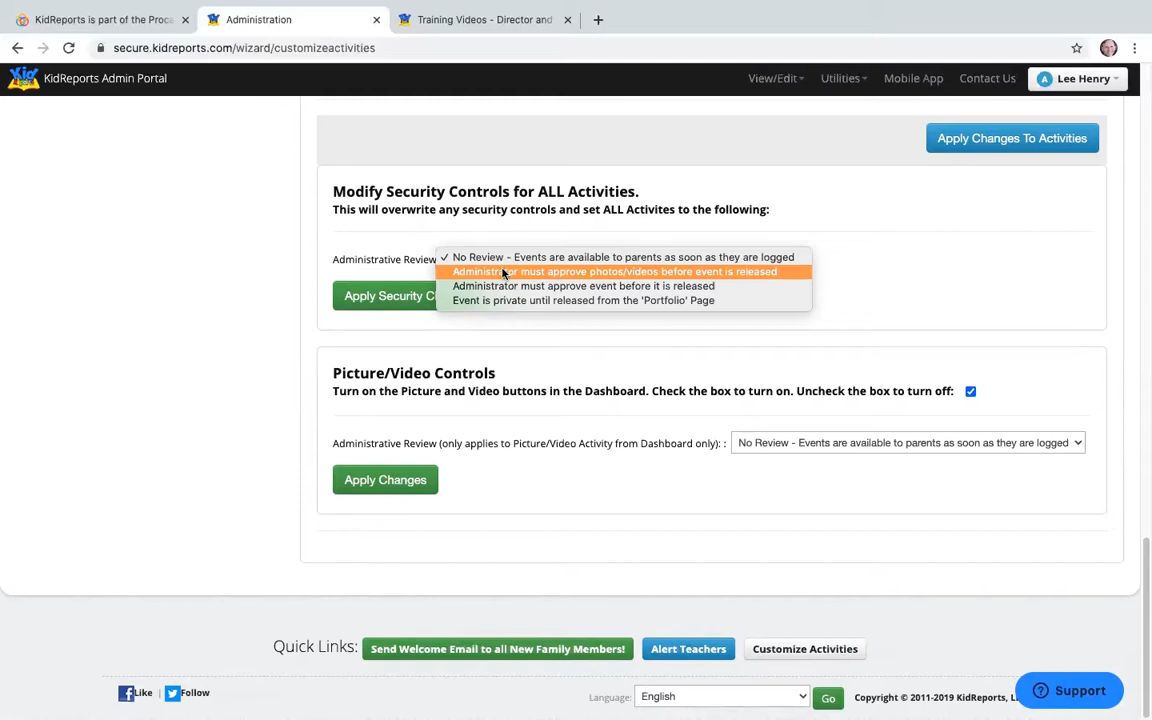 KidReports is part of the Proc
Administration
Training Videos - Director and
secure.kidreports.com/wizard/customizeactivities
KidReports Admin Portal
View/Edit
Utilities
Mobile App
Contact Us
A Lee Henry
Apply Changes To Activities
Modify Security Controls for ALL Activities.
This will overwrite any security controls and set ALL Activites to the following:
Administrative Review
✓ No Review - Events are available to parents as soon as they are logged
Administrator must approve photos/videos before event is released
Administrator must approve event before it is released
Event is private until released from the 'Portfolio' Page
Apply Security C
Picture/Video Controls
Turn on the Picture and Video buttons in the Dashboard. Check the box to turn on. Uncheck the box to turn off:
Administrative Review (only applies to Picture/Video Activity from Dashboard only): :
No Review - Events are available to parents as soon as they are logged
Apply Changes
Quick Links:
Send Welcome Email to all New Family Members!
Alert Teachers
Customize Activities
Like | Follow
Language:
English
Go
Copyright © 2011-2019 KidReports, L
Support